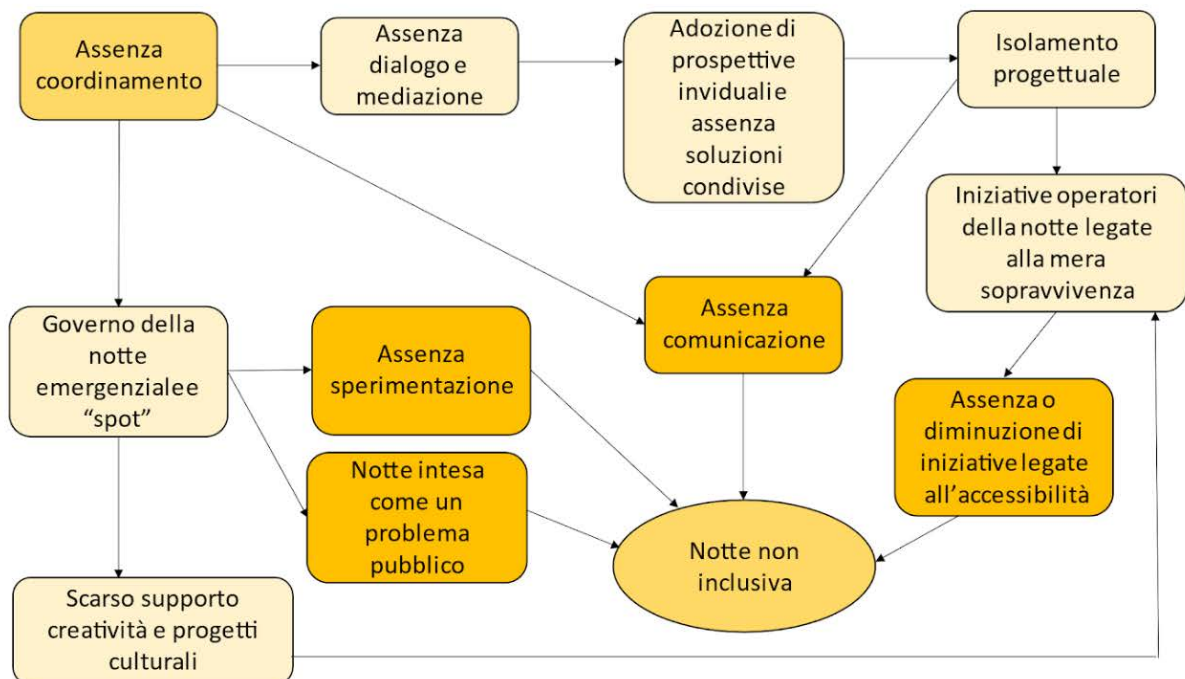 Assenza
coordinamento
Assenza
dialogo e
mediazione
Adozione di
prospettive
inviduali e
assenza
soluzioni
condivise
Isolamento
progettuale
Iniziative operatori
della notte legate
alla mera
sopravvivenza
Governo della
notte
emergenziale e
“spot”
Assenza
sperimentazione
Assenza
comunicazione
Assenza o
diminuzione di
iniziative legate
all’accessibilità
Notte intesa
come un
problema
pubblico
Notte non
inclusiva
Scarso supporto
creatività e progetti
culturali